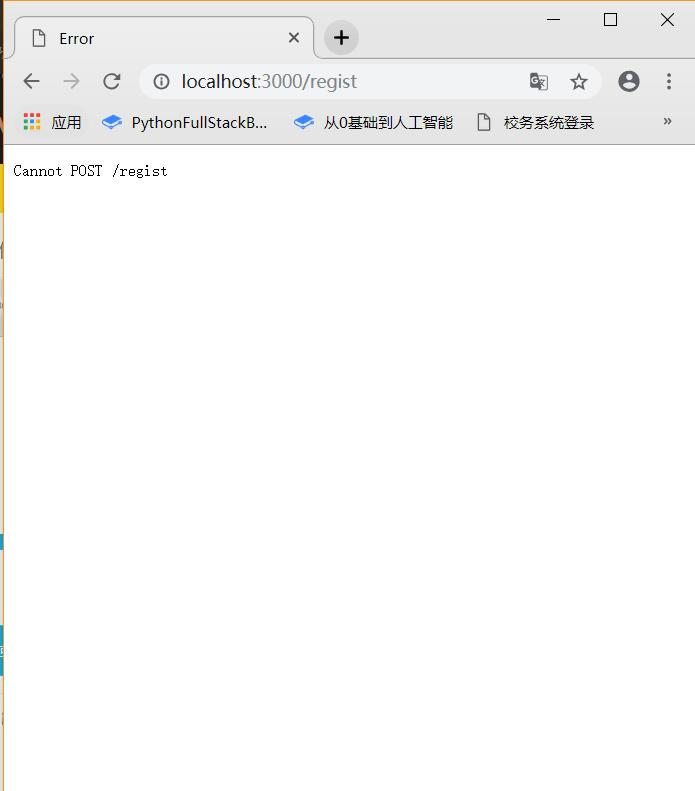 Error
localhost:3000/regist
应用
PythonFullStackB...
从0基础到人工智能
校务系统登录
»
Cannot POST /regist